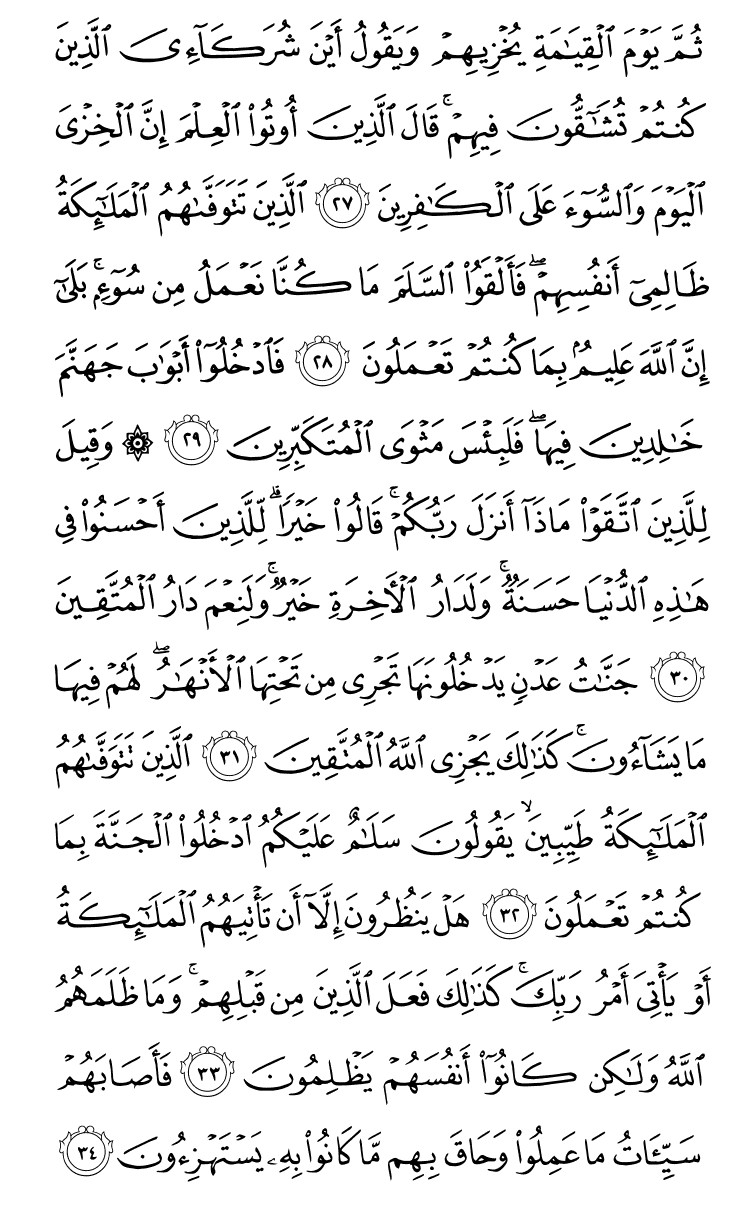 ثُمَّ يَوْمَ ٱلْقِيَـٰمَةِ يُخْزِيهِمْ وَيَقُولُ أَيْنَ شُرَكَآءِىَ ٱلَّذِينَ
كُنتُمْ تُشَـٰٓقُّونَ فِيهِمْ ۚ قَالَ ٱلَّذِينَ أُوتُوا۟ ٱلْعِلْمَ إِنَّ ٱلْخِزْىَ
ٱلْيَوْمَ وَٱلسُّوٓءَ عَلَى ٱلْكَـٰفِرِينَ ٢٧ ٱلَّذِينَ تَتَوَفَّىٰهُمُ ٱلْمَلَـٰٓئِكَةُ
ظَالِمِىٓ أَنفُسِهِمْ ۖ فَأَلْقَوُا۟ ٱلسَّلَمَ مَا كُنَّا نَعْمَلُ مِن سُوٓءٍۭ ۚ بَلَىٰٓ
إِنَّ ٱللَّهَ عَلِيمٌۢ بِمَا كُنتُمْ تَعْمَلُونَ ٢٨ فَٱدْخُلُوٓا۟ أَبْوَٰبَ جَهَنَّمَ
خَـٰلِدِينَ فِيهَا ۖ فَلَبِئْسَ مَثْوَى ٱلْمُتَكَبِّرِينَ ٢٩ ۞ وَقِيلَ
لِلَّذِينَ ٱتَّقَوْا۟ مَاذَآ أَنزَلَ رَبُّكُمْ ۚ قَالُوا۟ خَيْرًا ۗ لِّلَّذِينَ أَحْسَنُوا۟ فِى
هَـٰذِهِ ٱلدُّنْيَا حَسَنَةٌ ۚ وَلَدَارُ ٱلْـَٔاخِرَةِ خَيْرٌ ۚ وَلَنِعْمَ دَارُ ٱلْمُتَّقِينَ
٣٠ جَنَّـٰتُ عَدْنٍ يَدْخُلُونَهَا تَجْرِى مِن تَحْتِهَا ٱلْأَنْهَـٰرُ ۖ لَهُمْ فِيهَا
مَا يَشَآءُونَ ۚ كَذَٰلِكَ يَجْزِى ٱللَّهُ ٱلْمُتَّقِينَ ٣١ ٱلَّذِينَ تَتَوَفَّىٰهُمُ
ٱلْمَلَـٰٓئِكَةُ طَيِّبِينَ ۙ يَقُولُونَ سَلَـٰمٌ عَلَيْكُمُ ٱدْخُلُوا۟ ٱلْجَنَّةَ بِمَا
كُنتُمْ تَعْمَلُونَ ٣٢ هَلْ يَنظُرُونَ إِلَّآ أَن تَأْتِيَهُمُ ٱلْمَلَـٰٓئِكَةُ
أَوْ يَأْتِىَ أَمْرُ رَبِّكَ ۚ كَذَٰلِكَ فَعَلَ ٱلَّذِينَ مِن قَبْلِهِمْ ۚ وَمَا ظَلَمَهُمُ
ٱللَّهُ وَلَـٰكِن كَانُوٓا۟ أَنفُسَهُمْ يَظْلِمُونَ ٣٣ فَأَصَابَهُمْ
سَيِّـَٔاتُ مَا عَمِلُوا۟ وَحَاقَ بِهِم مَّا كَانُوا۟ بِهِۦ يَسْتَهْزِءُونَ ٣٤